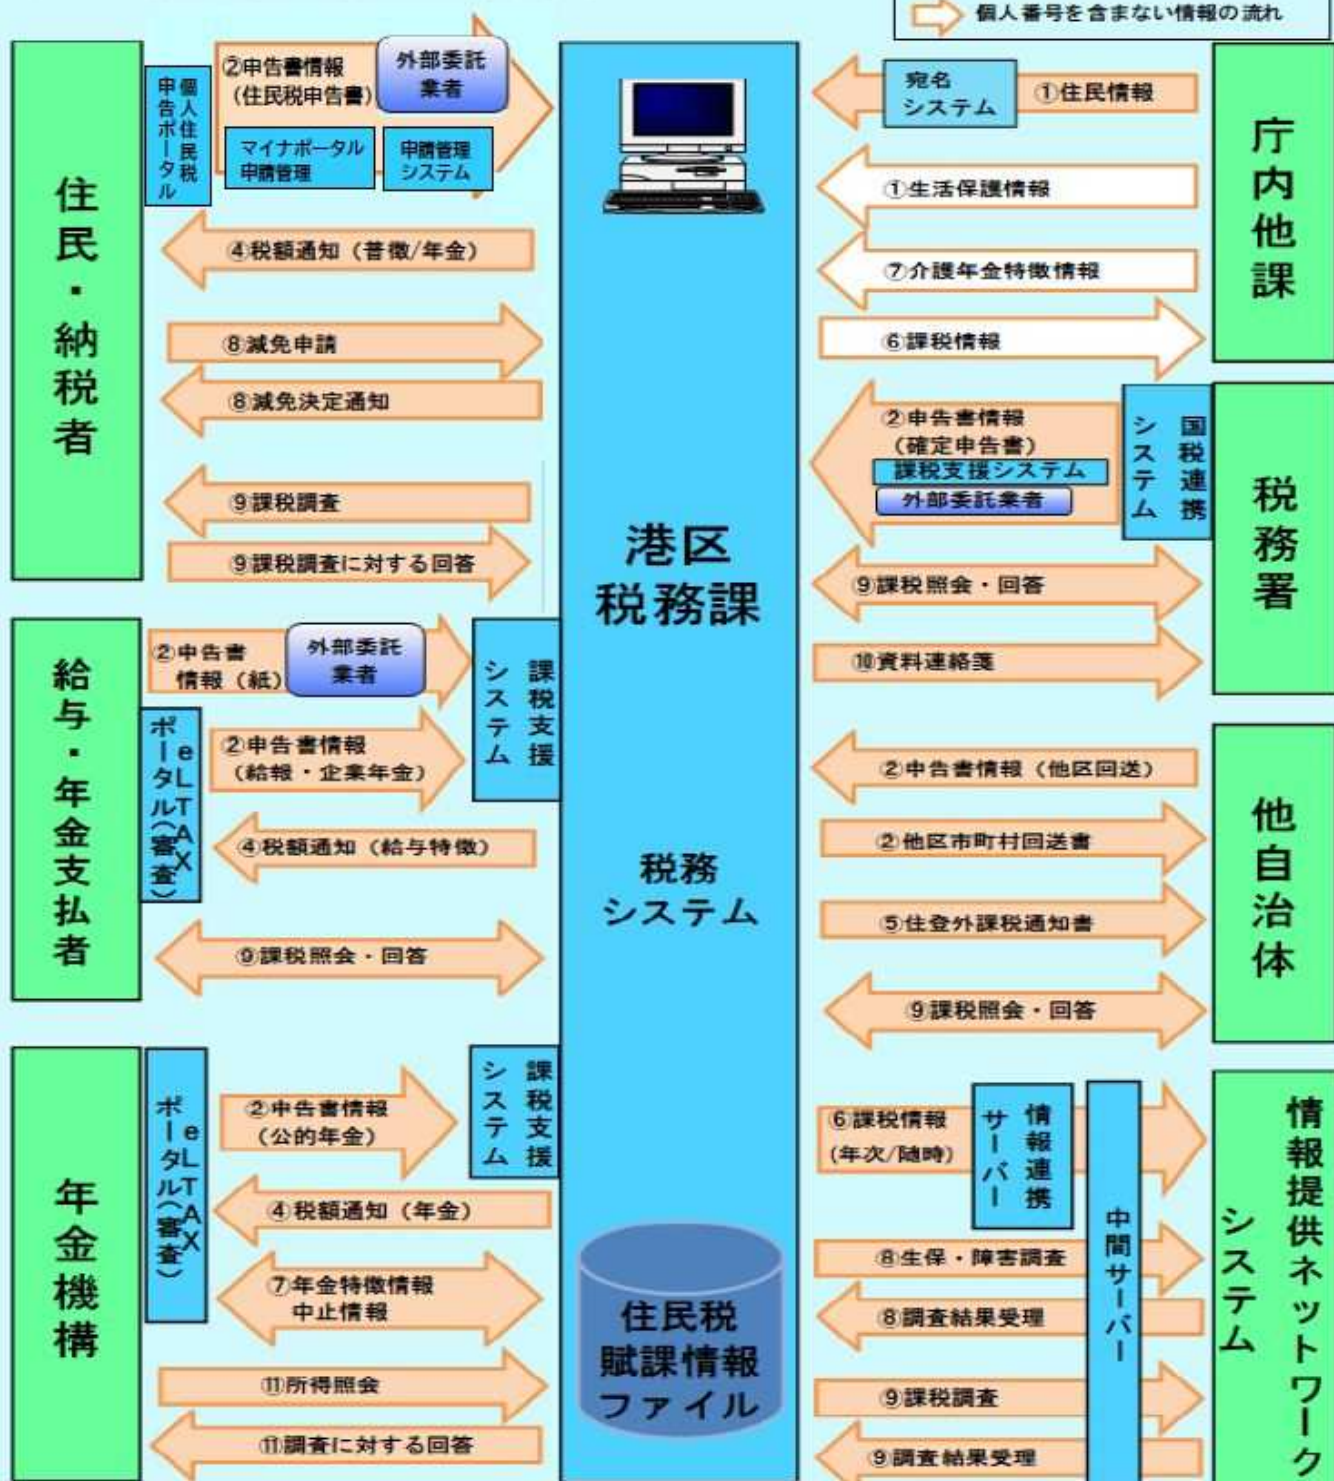 個人番号を含まない情報の流れ
住民・納税者
個人住民税
申告ポータル
②申告書情報
(住民税申告書)
外部委託
業者
マイナポータル
申請管理
申請管理
システム
④税額通知（普徴/年金）
⑧減免申請
⑧減免決定通知
⑨課税調査
⑨課税調査に対する回答
給与・年金支払者
②申告書
情報（紙）
外部委託
業者
課税支援
システム
eLTAX
ポータル（審査）
②申告書情報
(給報・企業年金)
④税額通知（給与特徴）
⑨課税照会・回答
年金機構
eLTAX
ポータル（審査）
②申告書情報
(公的年金)
課税支援
システム
④税額通知（年金）
⑦年金特徴情報
中止情報
⑪所得照会
⑪調査に対する回答
港区
税務課
税務
システム
住民税
賦課情報
ファイル
庁内他課
宛名
システム
①住民情報
①生活保護情報
⑦介護年金特徴情報
⑥課税情報
税務署
国税連携
システム
②申告書情報
(確定申告書)
課税支援システム
外部委託業者
⑨課税照会・回答
⑩資料連絡箋
他自治体
②申告書情報（他区回送）
②他区市町村回送書
⑤住登外課税通知書
⑨課税照会・回答
情報提供ネットワーク
システム
⑥課税情報
(年次/随時)
情報連携
サーバー
中間サーバー
⑧生保・障害調査
⑧調査結果受理
⑨課税調査
⑨調査結果受理